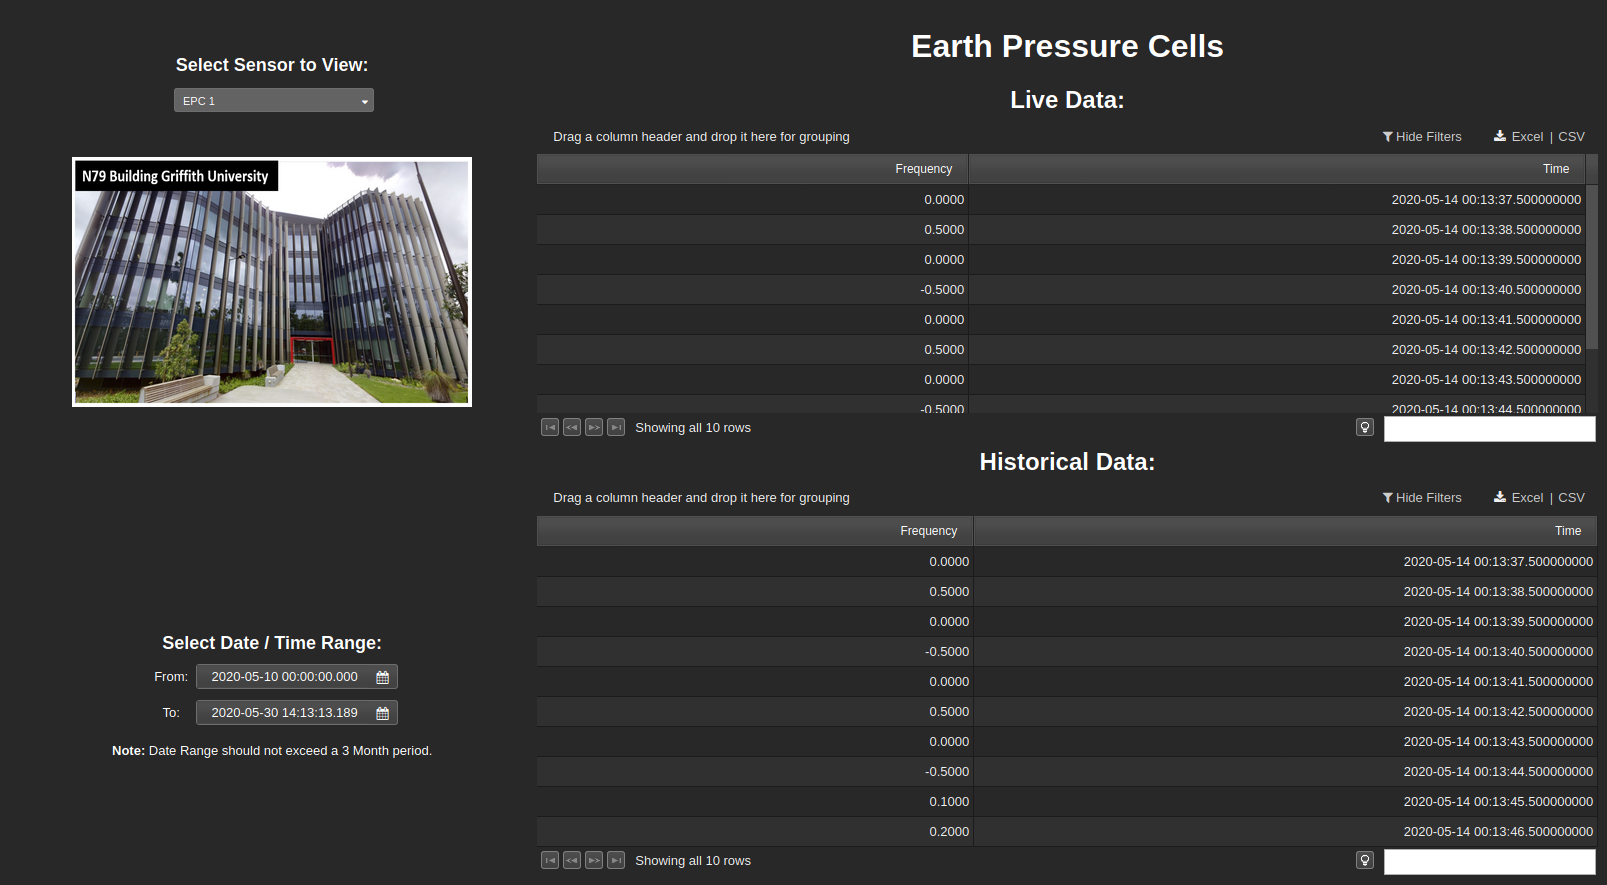 Select Sensor to View:
EPC 1
N79 Building Griffith University
Select Date / Time Range:
From: 2020-05-10 00:00:00.000
To: 2020-05-30 14:13:13.189
Note: Date Range should not exceed a 3 Month period.
Earth Pressure Cells
Live Data:
Drag a column header and drop it here for grouping Hide Filters Excel | CSV
Frequency Time
0.0000 2020-05-14 00:13:37.500000000
0.5000 2020-05-14 00:13:38.500000000
0.0000 2020-05-14 00:13:39.500000000
-0.5000 2020-05-14 00:13:40.500000000
0.0000 2020-05-14 00:13:41.500000000
0.5000 2020-05-14 00:13:42.500000000
0.0000 2020-05-14 00:13:43.500000000
-0.5000 2020-05-14 00:13:44.500000000
Showing all 10 rows
Historical Data:
Drag a column header and drop it here for grouping Hide Filters Excel | CSV
Frequency Time
0.0000 2020-05-14 00:13:37.500000000
0.5000 2020-05-14 00:13:38.500000000
0.0000 2020-05-14 00:13:39.500000000
-0.5000 2020-05-14 00:13:40.500000000
0.0000 2020-05-14 00:13:41.500000000
0.5000 2020-05-14 00:13:42.500000000
0.0000 2020-05-14 00:13:43.500000000
-0.5000 2020-05-14 00:13:44.500000000
0.1000 2020-05-14 00:13:45.500000000
0.2000 2020-05-14 00:13:46.500000000
Showing all 10 rows